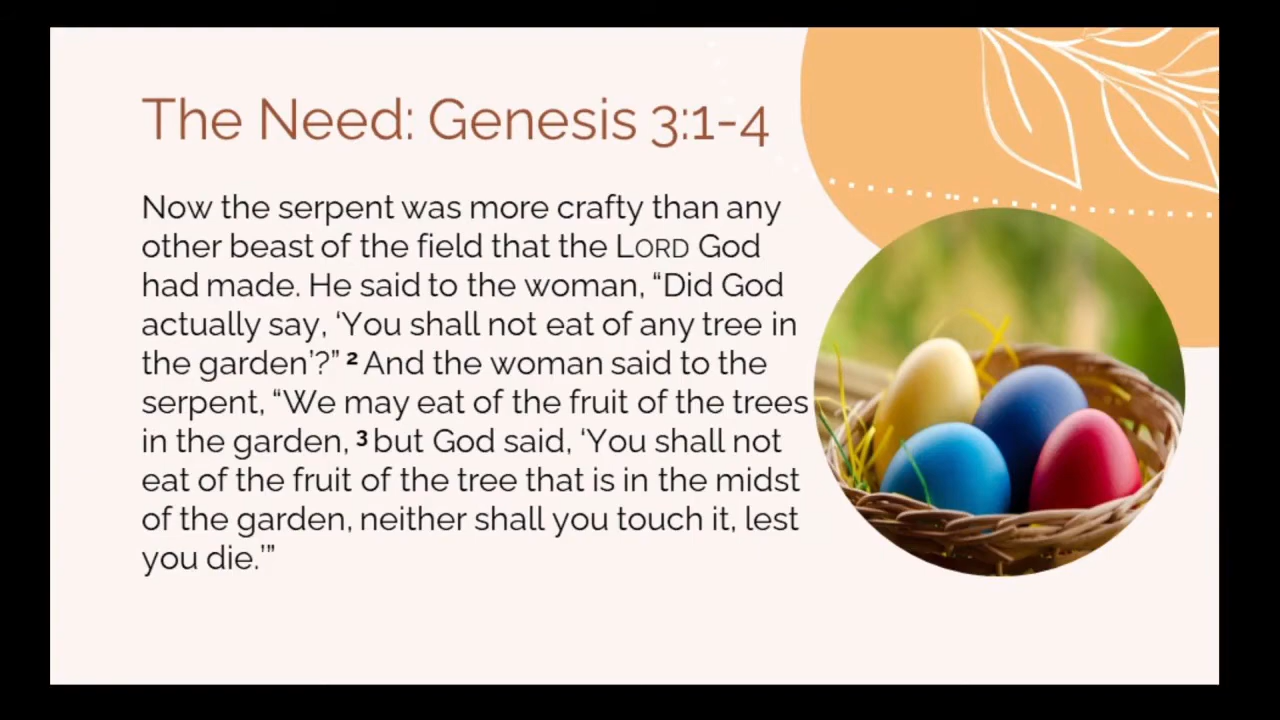 The Need: Genesis 3:1-4
Now the serpent was more crafty than any
other beast of the field that the LORD God
had made. He said to the woman, “Did God
actually say, ‘You shall not eat of any tree in
the garden’?” 2 And the woman said to the
serpent, “We may eat of the fruit of the trees
in the garden, 3 but God said, ‘You shall not
eat of the fruit of the tree that is in the midst
of the garden, neither shall you touch it, lest
you die.’”